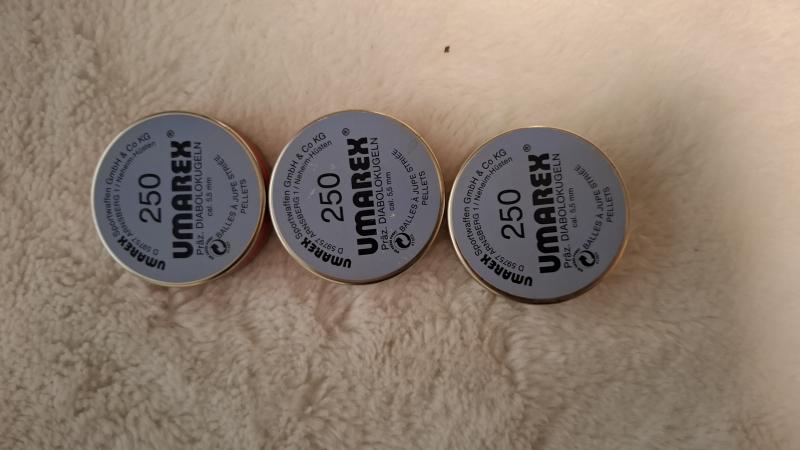 UMAREX Sportwaffen GmbH & Co KG
D 59757 ARNSBERG 1 / Neheim-Hüsten
250
UMAREX®
Präz. DIABOLOKUGELN
cal. 5,5 mm
BALLES À JUPE STRIÉE
PELLETS
UMAREX Sportwaffen GmbH & Co KG
D 59757 ARNSBERG 1 / Neheim-Hüsten
250
UMAREX®
Präz. DIABOLOKUGELN
cal. 5,5 mm
BALLES À JUPE STRIÉE
PELLETS
UMAREX Sportwaffen GmbH & Co KG
D 59757 ARNSBERG 1 / Neheim-Hüsten
250
UMAREX®
Präz. DIABOLOKUGELN
cal. 5,5 mm
BALLES À JUPE STRIÉE
PELLETS